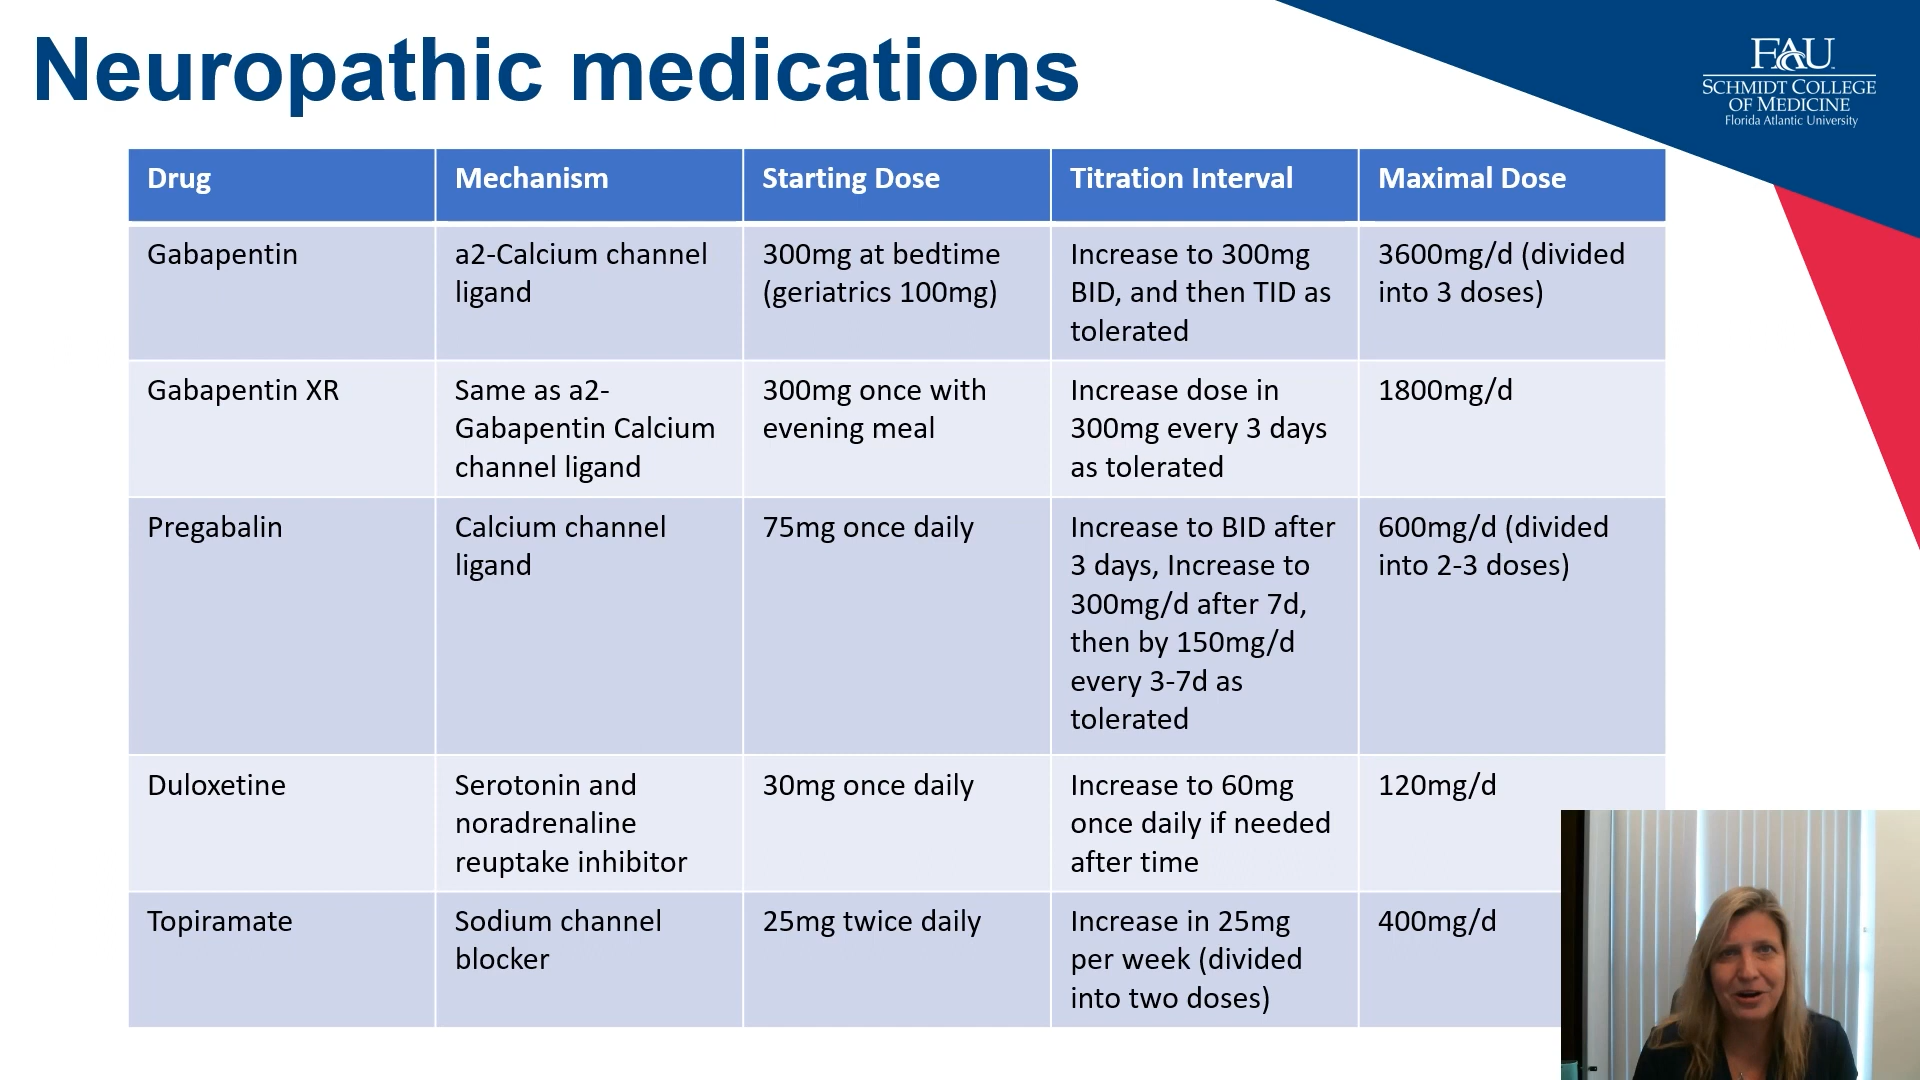 Neuropathic medications
FAU
SCHMIDT COLLEGE
OF MEDICINE
Florida Atlantic University
Drug
Mechanism
Starting Dose
Titration Interval
Maximal Dose
Gabapentin
a2-Calcium channel
ligand
300mg at bedtime
(geriatrics 100mg)
Increase to 300mg
BID, and then TID as
tolerated
3600mg/d (divided
into 3 doses)
Gabapentin XR
Same as a2-
Gabapentin Calcium
channel ligand
300mg once with
evening meal
Increase dose in
300mg every 3 days
as tolerated
1800mg/d
Pregabalin
Calcium channel
ligand
75mg once daily
Increase to BID after
3 days, Increase to
300mg/d after 7d,
then by 150mg/d
every 3-7d as
tolerated
600mg/d (divided
into 2-3 doses)
Duloxetine
Serotonin and
noradrenaline
reuptake inhibitor
30mg once daily
Increase to 60mg
once daily if needed
after time
120mg/d
Topiramate
Sodium channel
blocker
25mg twice daily
Increase in 25mg
per week (divided
into two doses)
400mg/d